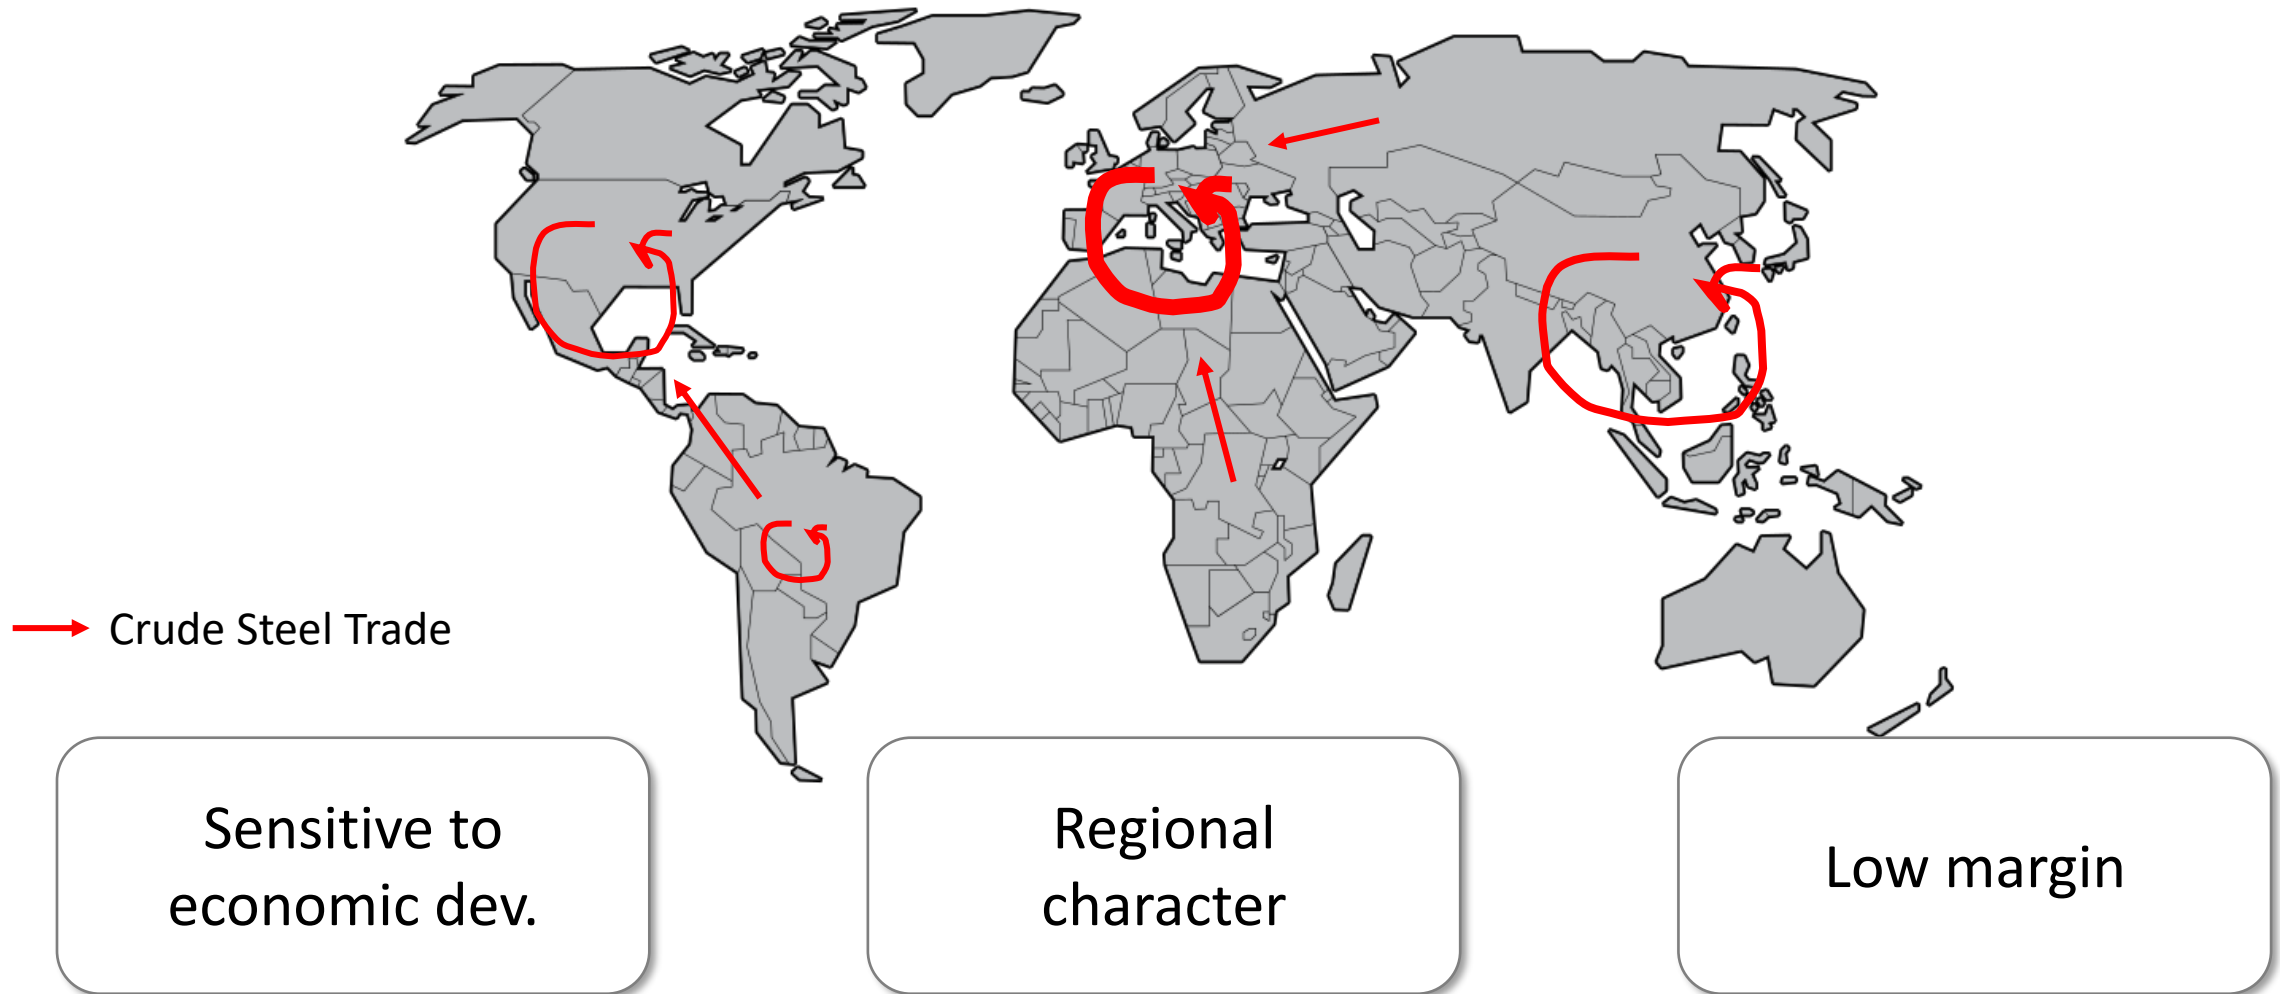 Crude Steel Trade
Sensitive to
economic dev.
Regional
character
Low margin